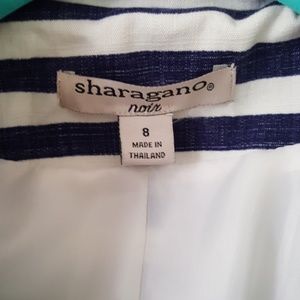 sharagano®
noir
8
MADE IN
THAILAND